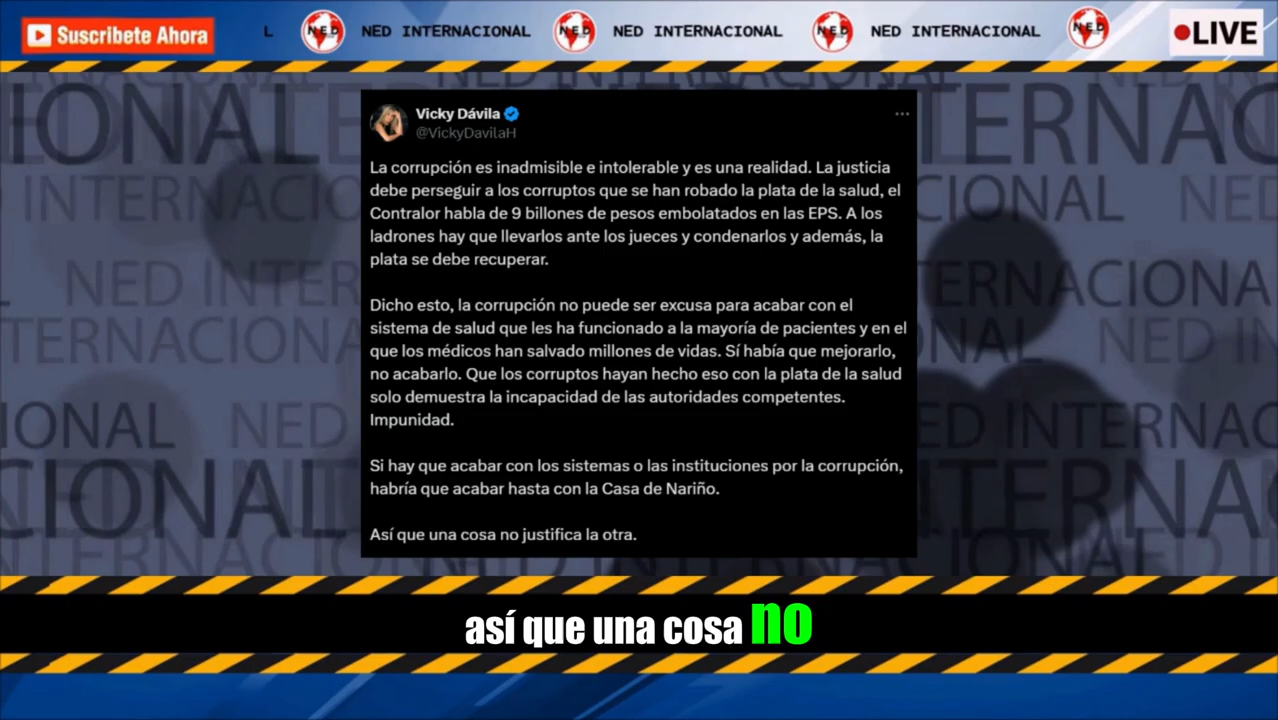 Suscribete Ahora
L NED NED INTERNACIONAL NED NED INTERNACIONAL NED NED INTERNACIONAL NED
LIVE
Vicky Dávila
@VickyDavilaH
La corrupción es inadmisible e intolerable y es una realidad. La justicia
debe perseguir a los corruptos que se han robado la plata de la salud, el
Contralor habla de 9 billones de pesos embolatados en las EPS. A los
ladrones hay que llevarlos ante los jueces y condenarlos y además, la
plata se debe recuperar.
Dicho esto, la corrupción no puede ser excusa para acabar con el
sistema de salud que les ha funcionado a la mayoría de pacientes y en el
que los médicos han salvado millones de vidas. Sí había que mejorarlo,
no acabarlo. Que los corruptos hayan hecho eso con la plata de la salud
solo demuestra la incapacidad de las autoridades competentes.
Impunidad.
Si hay que acabar con los sistemas o las instituciones por la corrupción,
habría que acabar hasta con la Casa de Nariño.
Así que una cosa no justifica la otra.
así que una cosa no